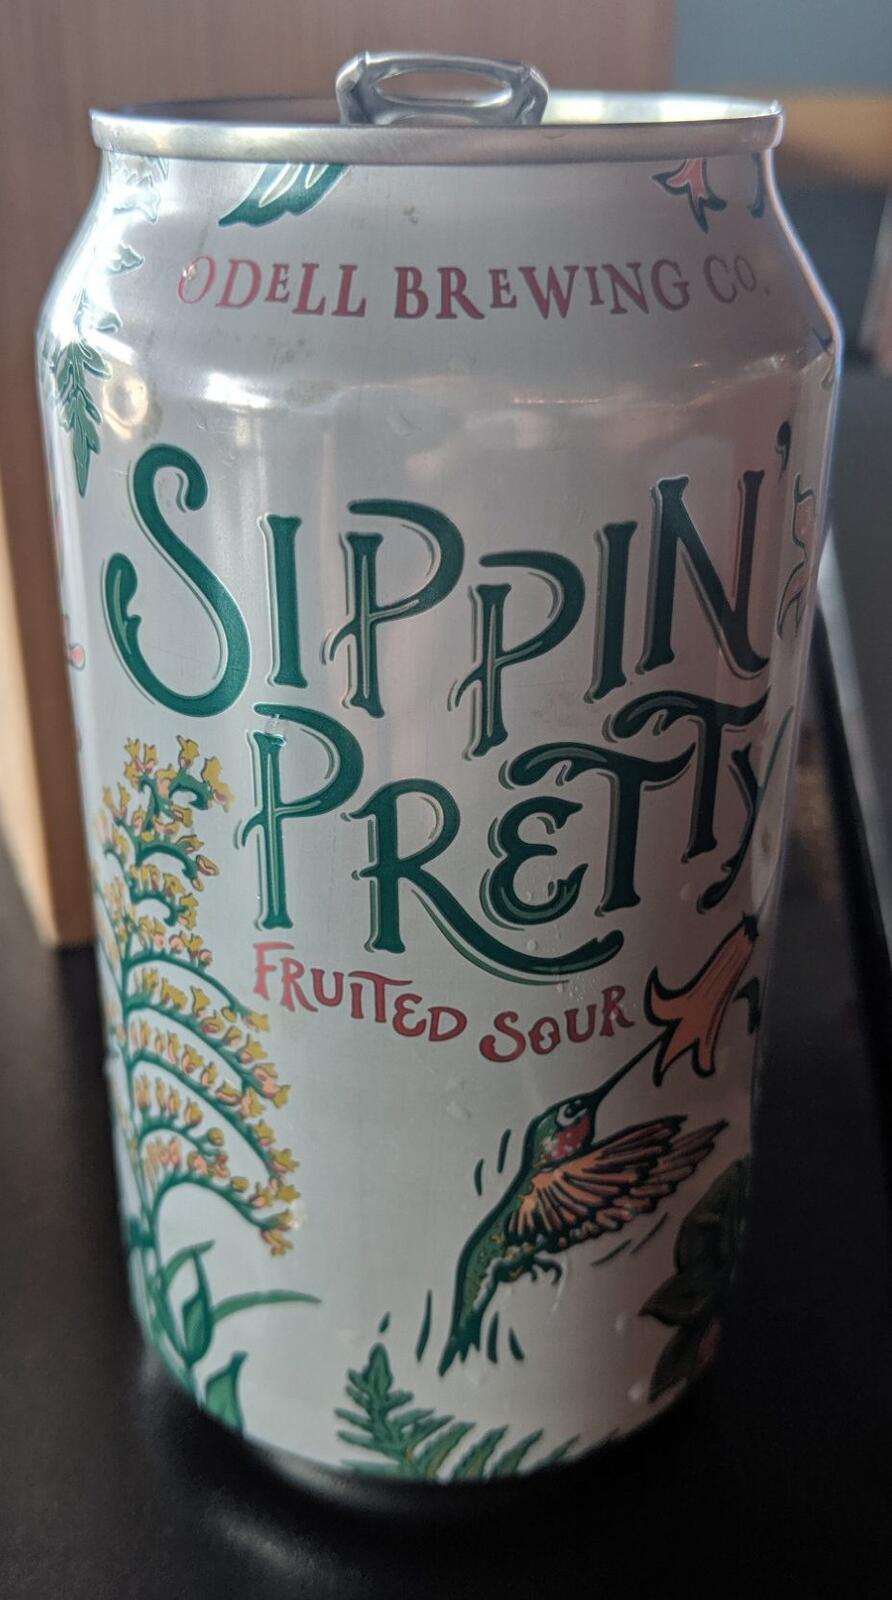 ODELL BREWING CO.
SIPPIN'
PRETTY
FRUITED SOUR